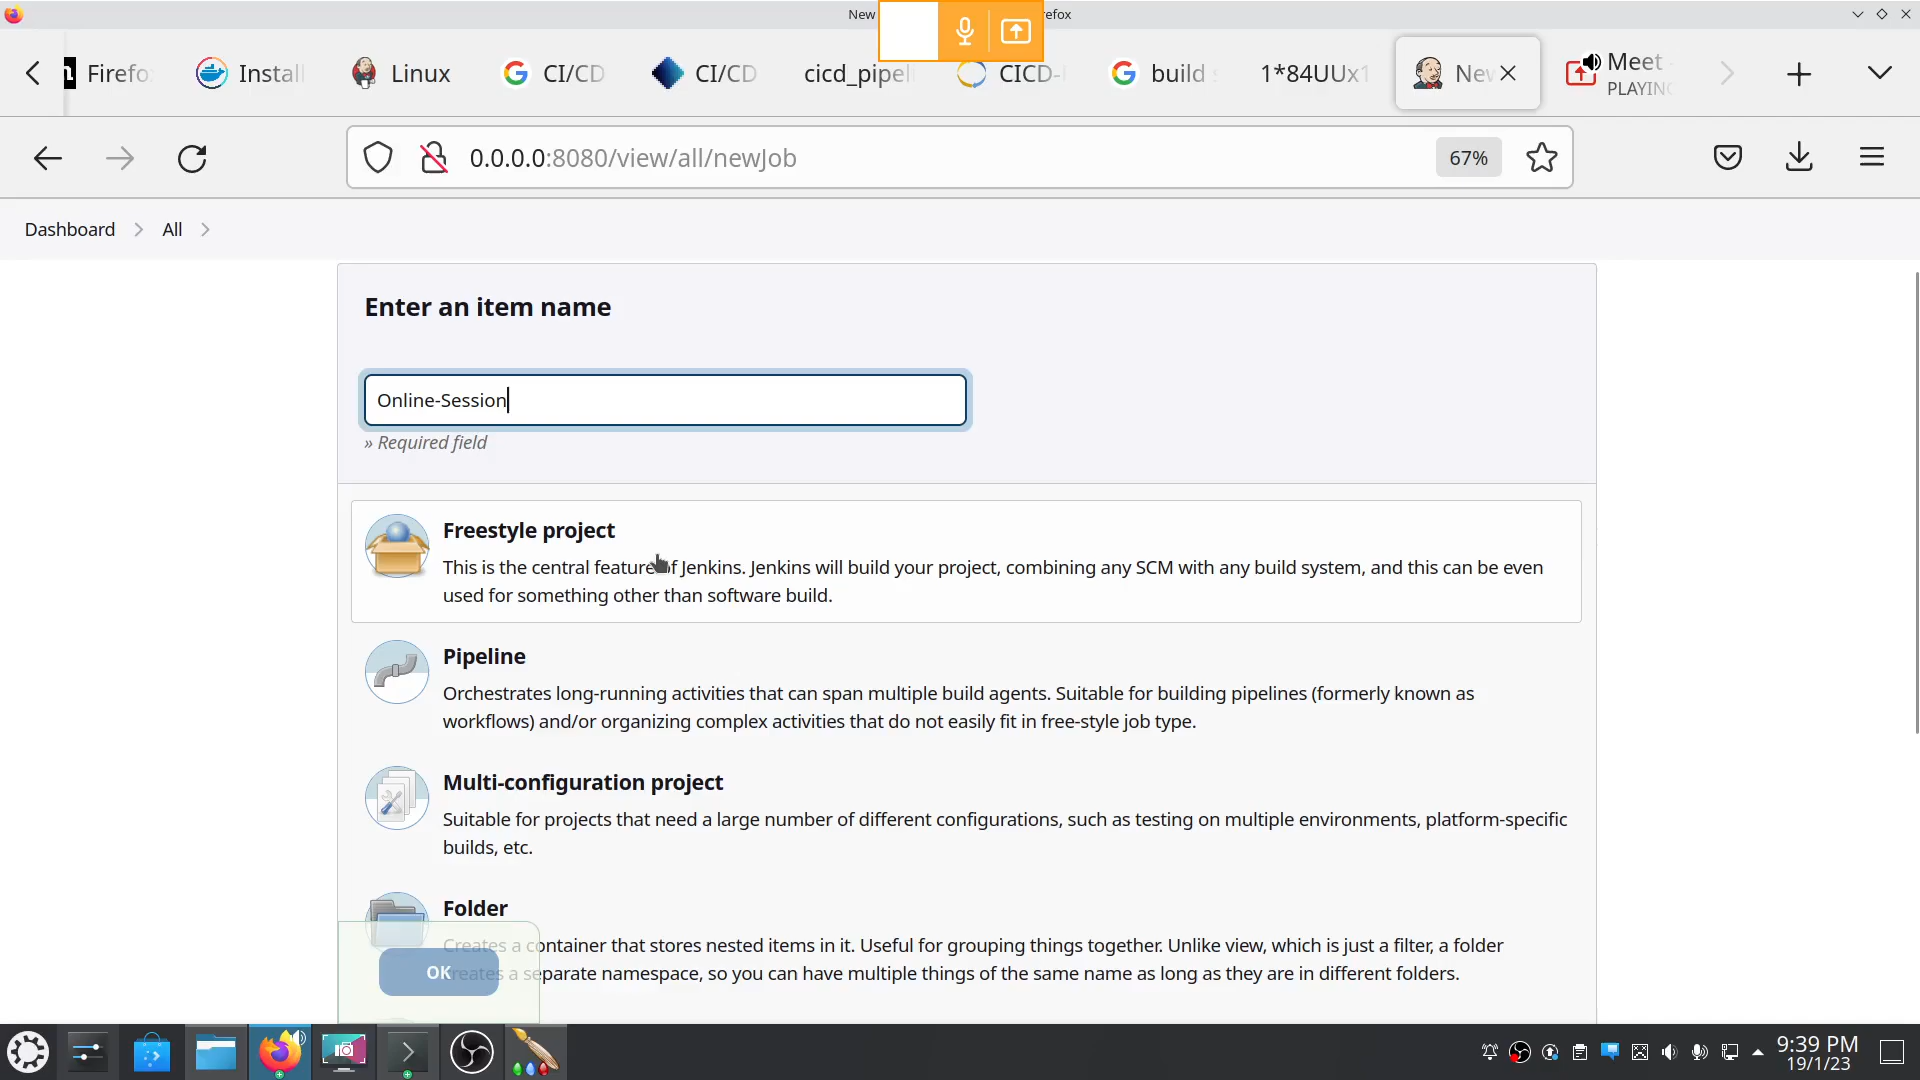 New
efox
Firefo
Install
Linux
CI/CD
CI/CD
cicd_pipel
CICD-
build
1*84UUx1
New
Meet
PLAYING
0.0.0.0:8080/view/all/newJob
67%
Dashboard
All
Enter an item name
Online-Session
» Required field
Freestyle project
This is the central feature of Jenkins. Jenkins will build your project, combining any SCM with any build system, and this can be even
used for something other than software build.
Pipeline
Orchestrates long-running activities that can span multiple build agents. Suitable for building pipelines (formerly known as
workflows) and/or organizing complex activities that do not easily fit in free-style job type.
Multi-configuration project
Suitable for projects that need a large number of different configurations, such as testing on multiple environments, platform-specific
builds, etc.
Folder
Creates a container that stores nested items in it. Useful for grouping things together. Unlike view, which is just a filter, a folder
creates a separate namespace, so you can have multiple things of the same name as long as they are in different folders.
OK
9:39 PM
19/1/23